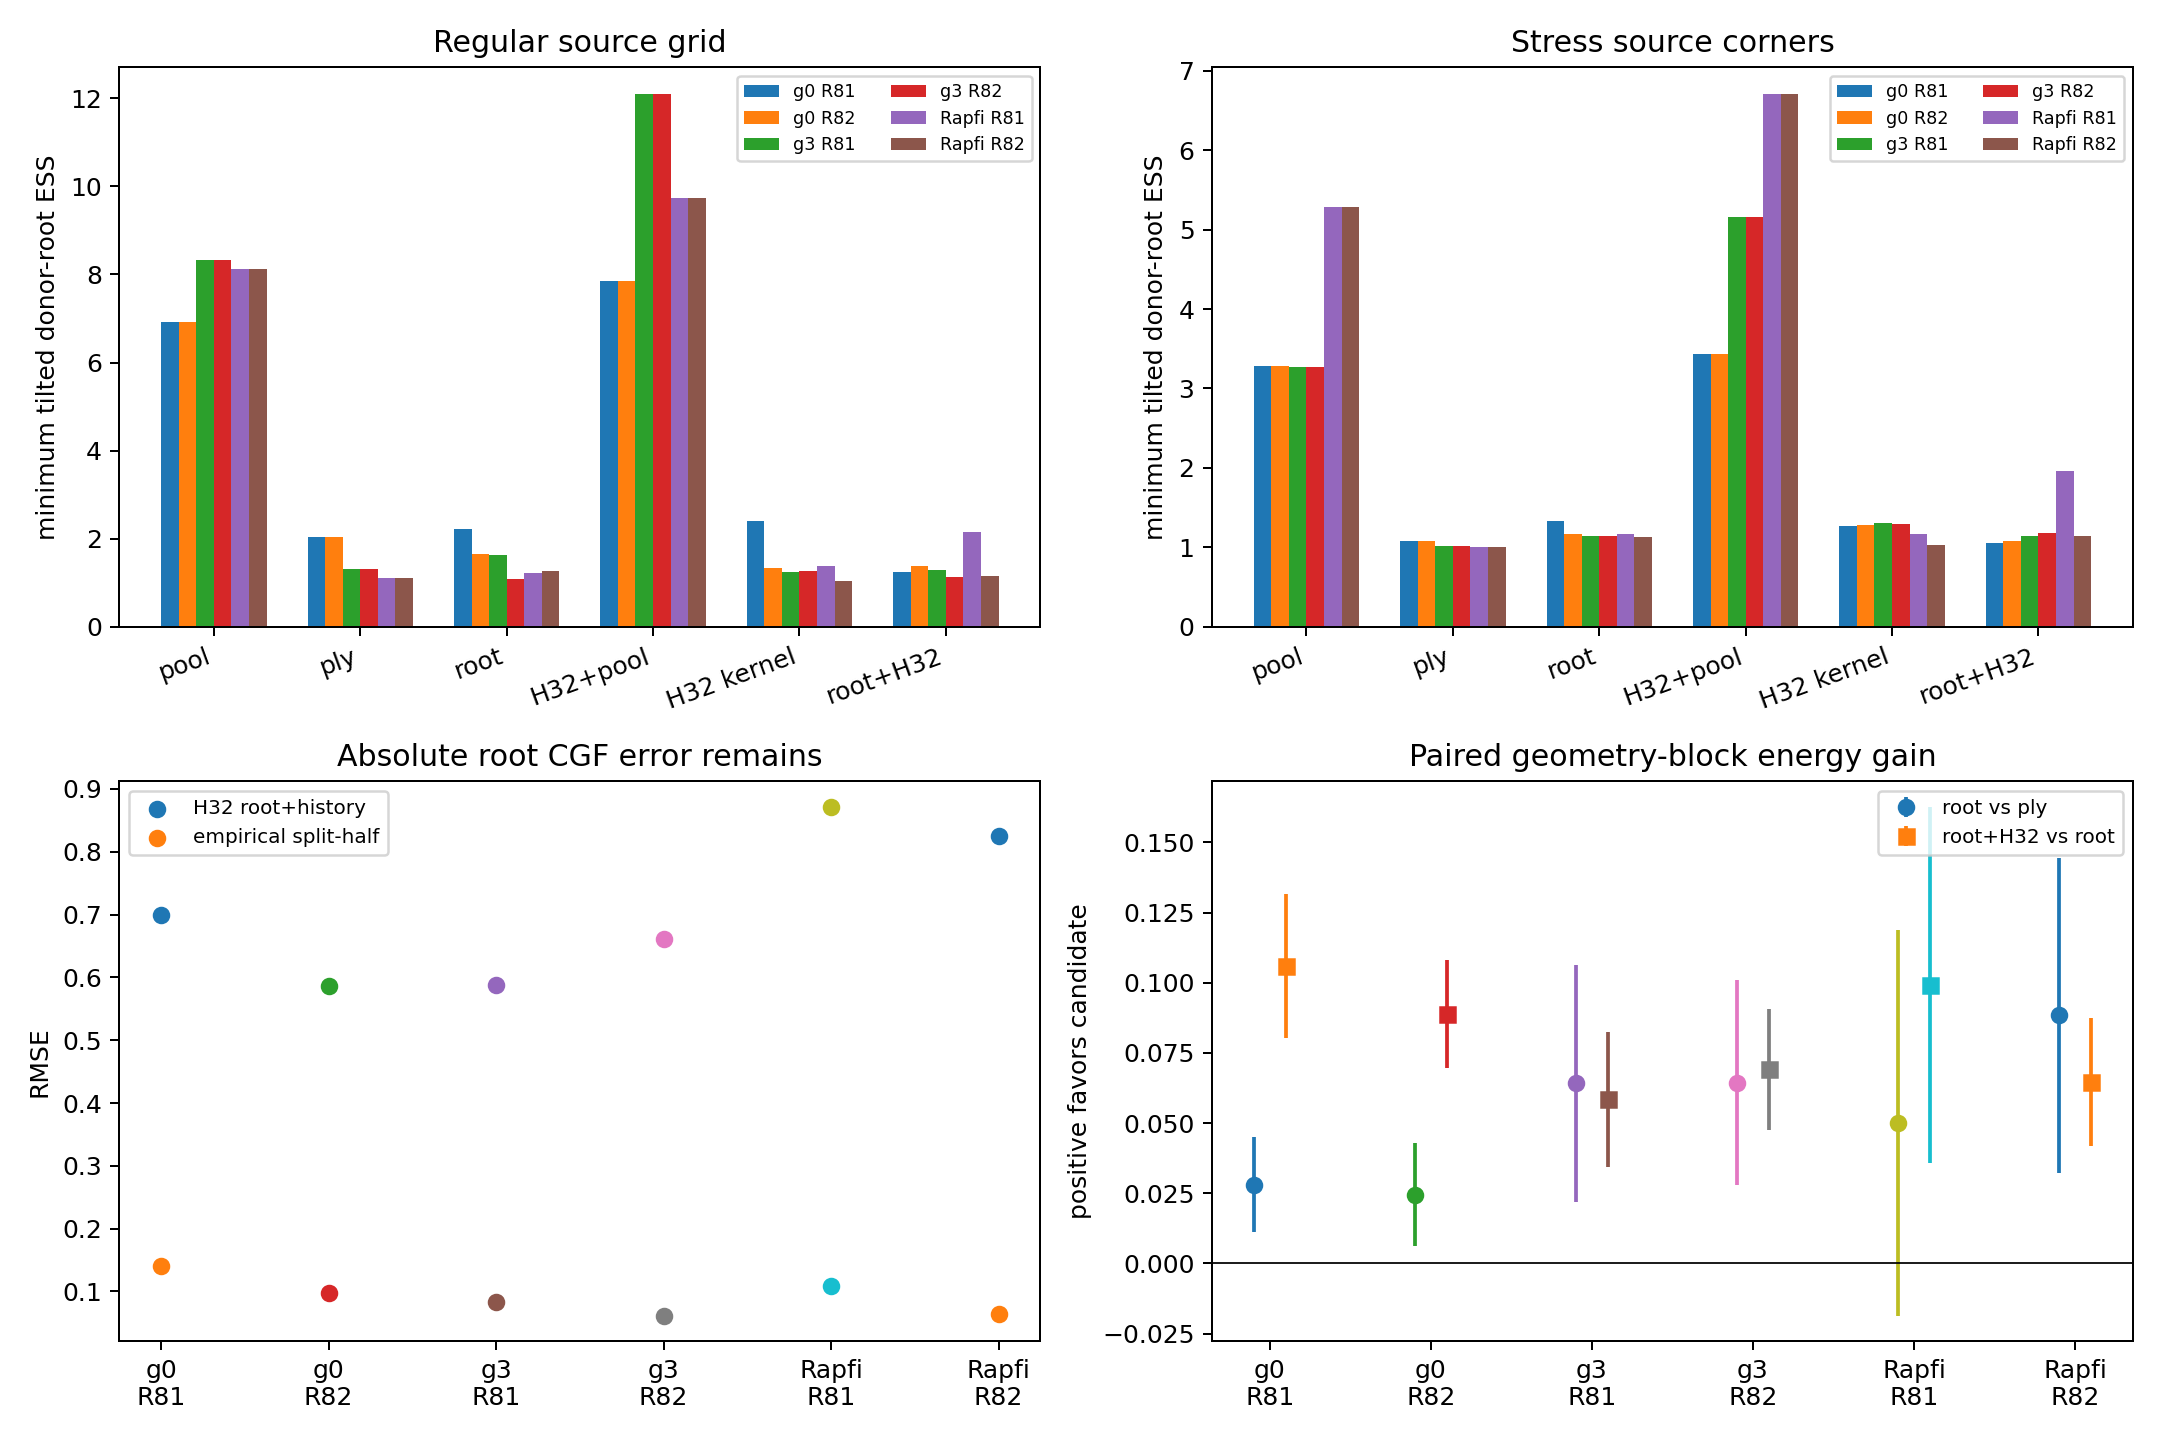 Regular source grid
minimum tilted donor-root ESS
12
10
8
6
4
2
0
g0 R81
g0 R82
g3 R81
g3 R82
Rapfi R81
Rapfi R82
pool
ply
root
H32+pool
H32 kernel
root+H32
Stress source corners
minimum tilted donor-root ESS
7
6
5
4
3
2
1
0
g0 R81
g0 R82
g3 R81
g3 R82
Rapfi R81
Rapfi R82
pool
ply
root
H32+pool
H32 kernel
root+H32
Absolute root CGF error remains
RMSE
0.9
0.8
0.7
0.6
0.5
0.4
0.3
0.2
0.1
H32 root+history
empirical split-half
g0
R81
g0
R82
g3
R81
g3
R82
Rapfi
R81
Rapfi
R82
Paired geometry-block energy gain
positive favors candidate
0.150
0.125
0.100
0.075
0.050
0.025
0.000
−0.025
root vs ply
root+H32 vs root
g0
R81
g0
R82
g3
R81
g3
R82
Rapfi
R81
Rapfi
R82